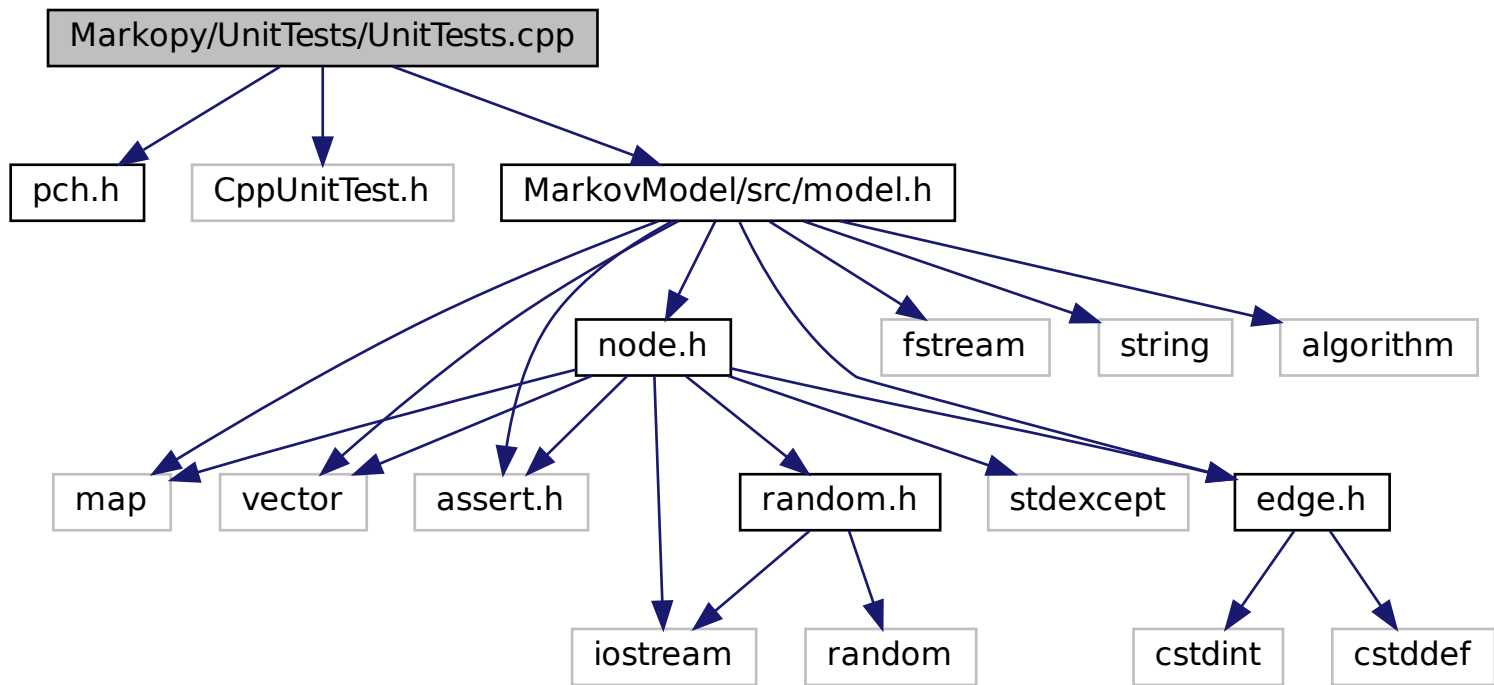 Markopy/UnitTests/UnitTests.cpp
pch.h
CppUnitTest.h
MarkovModel/src/model.h
node.h
fstream
string
algorithm
map
vector
assert.h
random.h
stdexcept
edge.h
iostream
random
cstdint
cstddef